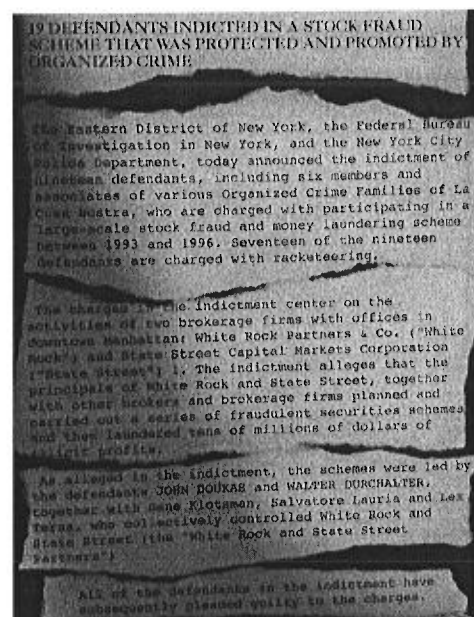 19 DEFENDANTS INDICTED IN A STOCK FRAUD
SCHEME THAT WAS PROTECTED AND PROMOTED BY
ORGANIZED CRIME
The Eastern District of New York, the Federal Bureau
of Investigation in New York, and the New York City
Police Department, today announced the indictment of
nineteen defendants, including six members and
associates of various Organized Crime Families of La
Cosa Nostra, who are charged with participating in a
large-scale stock fraud and money laundering scheme
between 1993 and 1996. Seventeen of the nineteen
defendants are charged with racketeering.
The charges in the indictment center on the
activities of two brokerage firms with offices in
downtown Manhattan: White Rock Partners & Co. ("White
Rock") and State Street Capital Markets Corporation
("State Street") 1. The indictment alleges that the
principals of White Rock and State Street, together
with other brokers and brokerage firms planned and
carried out a series of fraudulent securities schemes
and then laundered tens of millions of dollars of
illicit profits.
As alleged in the indictment, the schemes were led by
the defendants JOHN DOUKAS and WALTER DURCHALTER,
together with Gene Klotsman, Salvatore Lauria and Lex
Tersa, who collectively controlled White Rock and
State Street (the "White Rock and State Street
Partners")
All of the defendants in the indictment have
subsequently pleaded guilty to the charges.